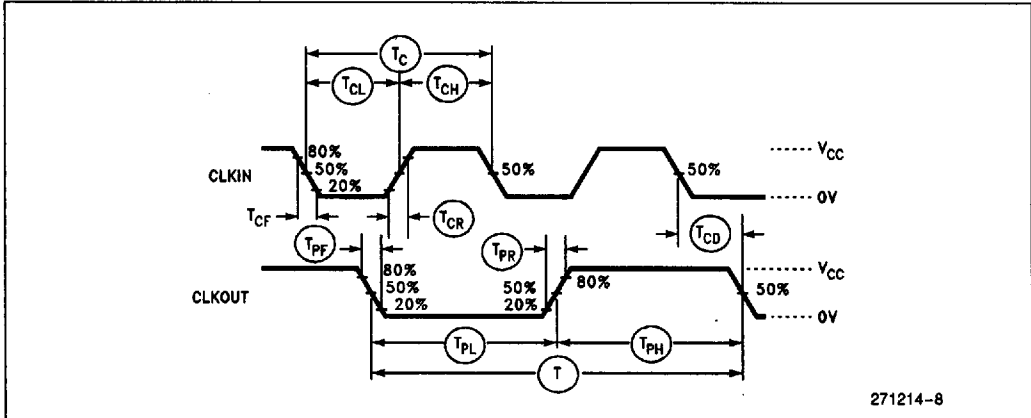 T_C
T_CL T_CH
CLKIN 80% 50% 20% 50% 50% V_CC
0V
T_CF T_CR T_CD
T_PF T_PR
CLKOUT 80% 50% 20% 50% 20% 80% 50% V_CC
0V
T_PL T_PH
T
271214-8